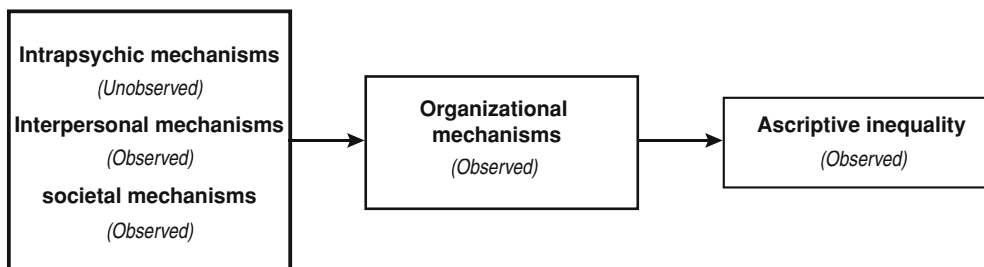 Intrapsychic mechanisms
(Unobserved)
Interpersonal mechanisms
(Observed)
societal mechanisms
(Observed)
Organizational
mechanisms
(Observed)
Ascriptive inequality
(Observed)